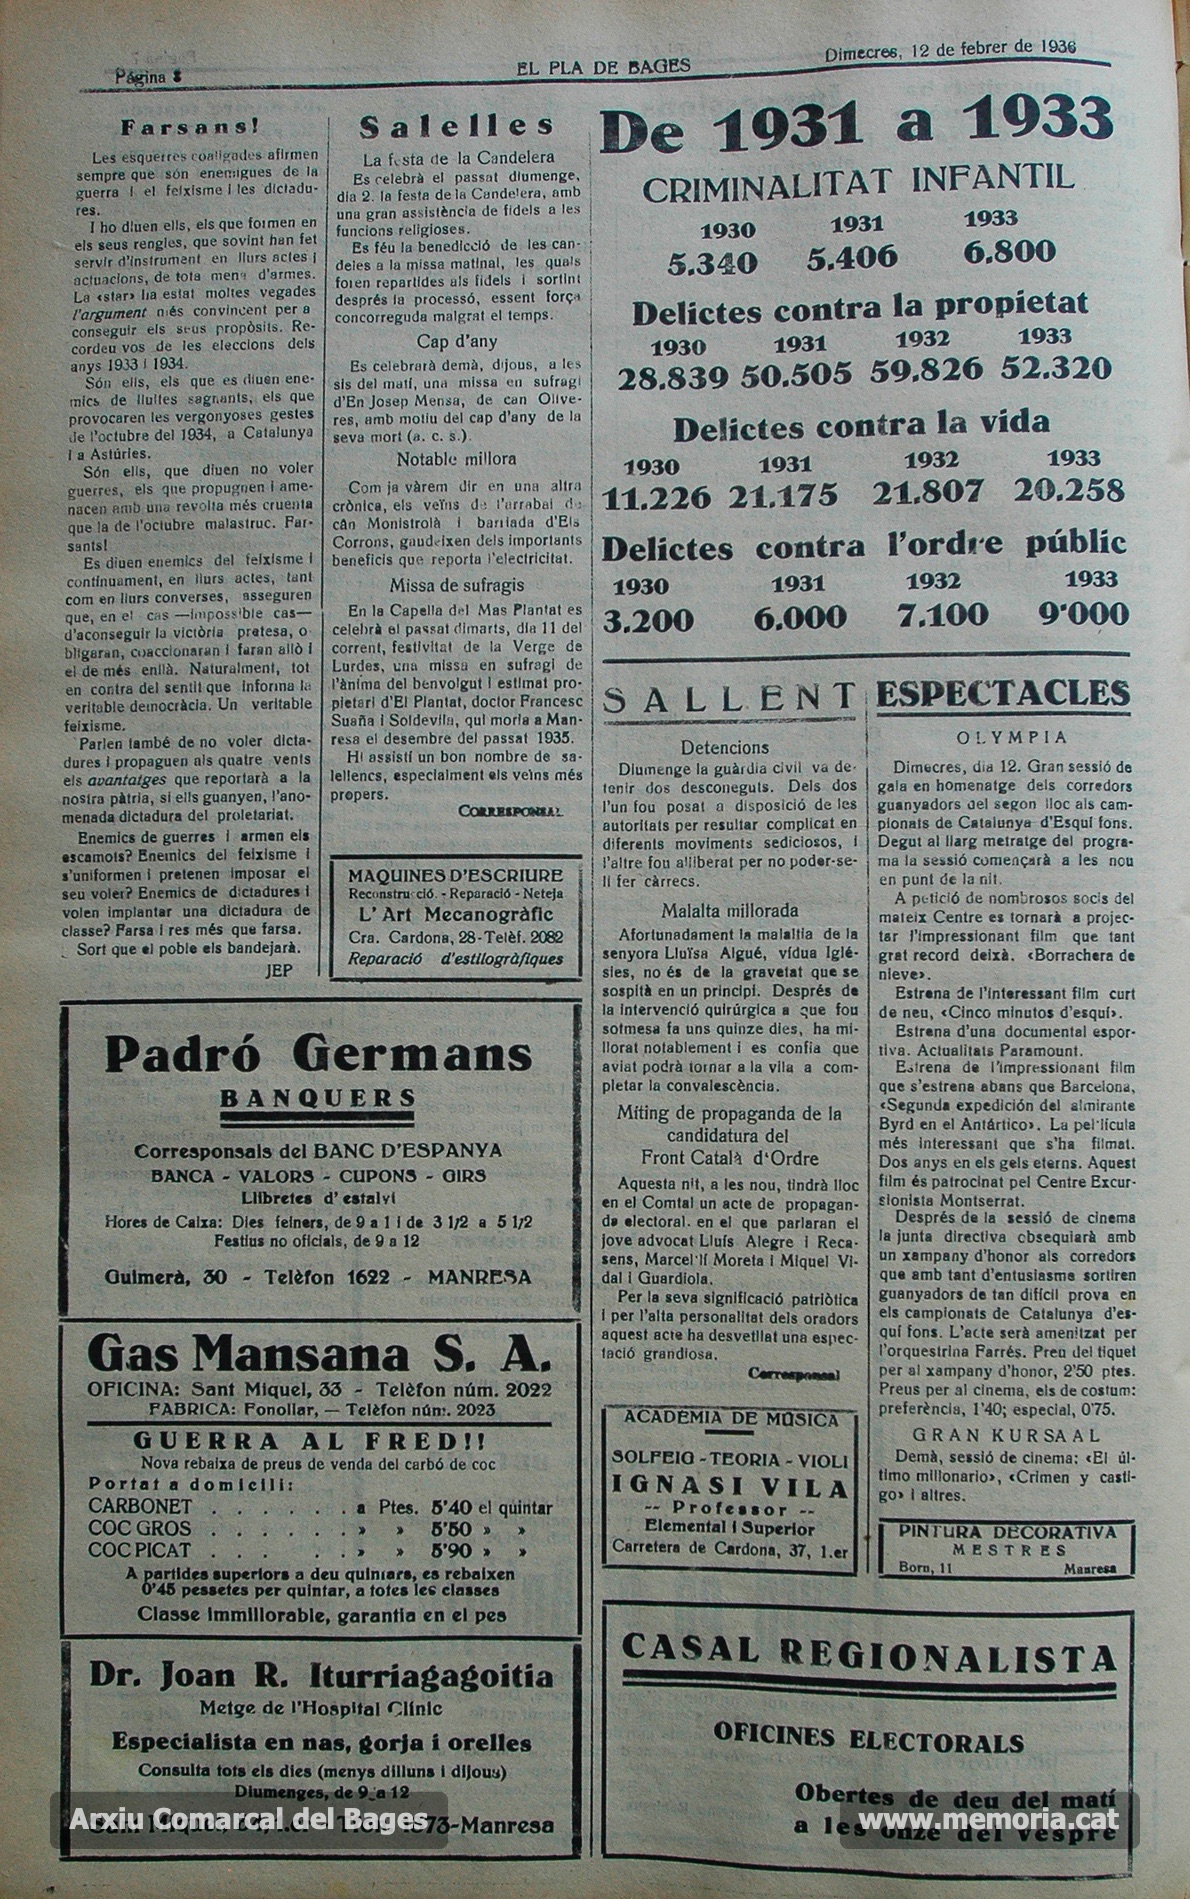 Página 8
EL PLA DE BAGES
Dimecres, 12 de febrer de 1936
Farsans!
Les esquerres coaligades afirmen
sempre que són enemigues de la
guerra i el feixisme i les dictadu-
res.
I ho diuen ells, els que formen en
els seus rengles, que sovint han fet
servir d'instrument en llurs actes i
actuacions, de tota mena d'armes.
La «star» ha estat moltes vegades
l'argument més convincent per a
conseguir els seus propòsits. Re-
cordeu vos de les eleccions dels
anys 1933 i 1934.
Són ells, els que es diuen ene-
mics de lluites sagnants, els que
provocaren les vergonyoses gestes
de l'octubre del 1934, a Catalunya
i a Astúries.
Són ells, que diuen no voler
guerres, els que propugnen i ame-
nacen amb una revolta més cruenta
que la de l'octubre malastruc. Far-
sants!
Es diuen enemics del feixisme i
continuament, en llurs actes, tant
com en llurs converses, asseguren
que, en el cas —impossible cas—
d'aconseguir la victòria pretesa, o
bligaran, coaccionaran i faran allò i
el de més enllà. Naturalment, tot
en contra del sentit que informa la
veritable democràcia. Un veritable
feixisme.
Parlen també de no voler dicta-
dures i propaguen als quatre vents
els avantatges que reportarà a la
nostra pàtria, si ells guanyen, l'ano-
menada dictadura del proletariat.
Enemics de guerres i armen els
escamots? Enemics del feixisme i
s'uniformen i pretenen imposar el
seu voler? Enemics de dictadures i
volen implantar una dictadura de
classe? Farsa i res més que farsa.
Sort que el poble els bandejarà.
JEP
Salelles
La festa de la Candelera
Es celebrà el passat diumenge,
dia 2. la festa de la Candelera, amb
una gran assistència de fidels a les
funcions religioses.
Es féu la benedicció de les can-
deles a la missa matinal, les quals
foren repartides als fidels i sortint
després la processó, essent força
concorreguda malgrat el temps.
Cap d'any
Es celebrarà demà, dijous, a les
sis del matí, una missa en sufragi
d'En Josep Mensa, de can Olive-
res, amb motiu del cap d'any de la
seva mort (a. c. s.).
Notable millora
Com ja vàrem dir en una altra
crònica, els veïns de l'arrabal de
cân Monistrolà i barriada d'Els
Corrons, gaudeixen dels importants
beneficis que reporta l'electricitat.
Missa de sufragis
En la Capella del Mas Plantat es
celebrà el passat dimarts, dia 11 del
corrent, festivitat de la Verge de
Lurdes, una missa en sufragi de
l'ànima del benvolgut i estimat pro-
pletari d'El Plantat, doctor Francesc
Suaña i Soldevila, qui moria a Man-
resa el desembre del passat 1935.
Hi assistí un bon nombre de sa-
lellencs, especialment els veïns més
propers.
CORRESPONSAL
MAQUINES D'ESCRIURE
Reconstrucció. - Reparació - Neteja
L' Art Mecanogràfic
Cra. Cardona, 28-Telèf. 2082
Reparació d'estilogràfiques
Padró Germans
BANQUERS
Corresponsals del BANC D'ESPANYA
BANCA - VALORS - CUPONS - GIRS
Llibretes d' estalvi
Hores de Caixa: Dies feiners, de 9 a 1 i de 3 1/2 a 5 1/2
Festius no oficials, de 9 a 12
Guimerà, 30 - Telèfon 1622 - MANRESA
Gas Mansana S. A.
OFICINA: Sant Miquel, 33 - Telèfon núm. 2022
FABRICA: Fonollar, — Telèfon núm. 2023
GUERRA AL FRED!!
Nova rebaixa de preus de venda del carbó de coc
Portat a domicili:
CARBONET . . . . . . . a Ptes. 5'40 el quintar
COC GROS . . . . . . . » » 5'50 » »
COC PICAT . . . . . . » » 5'90 » »
A partides superiors a deu quintars, es rebaixen
0'45 pessetes per quintar, a totes les classes
Classe immillorable, garantia en el pes
Dr. Joan R. Iturriagagoitia
Metge de l'Hospital Clínic
Especialista en nas, gorja i orelles
Consulta tots els dies (menys dilluns i dijous)
Diumenges, de 9 a 12
1573-Manresa
De 1931 a 1933
CRIMINALITAT INFANTIL
1930 1931 1933
5.340 5.406 6.800
Delictes contra la propietat
1930 1931 1932 1933
28.839 50.505 59.826 52.320
Delictes contra la vida
1930 1931 1932 1933
11.226 21.175 21.807 20.258
Delictes contra l'ordre públic
1930 1931 1932 1933
3.200 6.000 7.100 9'000
SALLENT
Detencions
Diumenge la guàrdia civil va de-
tenir dos desconeguts. Dels dos
l'un fou posat a disposició de les
autoritats per resultar complicat en
diferents moviments sediciosos, i
l'altre fou alliberat per no poder-se-
li fer càrrecs.
Malalta millorada
Afortunadament la malaltia de la
senyora Lluïsa Algué, vídua Iglé-
sies, no és de la gravetat que se
sospità en un principi. Després de
la intervenció quirúrgica a que fou
sotmesa fa uns quinze dies, ha mi-
llorat notablement i es confia que
aviat podrà tornar a la vila a com-
pletar la convalescència.
Míting de propaganda de la
candidatura del
Front Català d'Ordre
Aquesta nit, a les nou, tindrà lloc
en el Comtal un acte de propagan-
da electoral. en el que parlaran el
jove advocat Lluís Alegre i Reca-
sens, Marcel·lí Moreta i Miquel Vi-
dal i Guardiola.
Per la seva significació patriòtica
i per l'alta personalitat dels oradors
aquest acte ha desvetllat una espec-
tació grandiosa.
Corresponsal
ACADEMIA DE MÚSICA
SOLFEIG - TEORIA - VIOLI
IGNASI VILA
-- Professor --
Elemental i Superior
Carretera de Cardona, 37, 1.er
ESPECTACLES
OLYMPIA
Dimecres, dia 12. Gran sessió de
gala en homenatge dels corredors
guanyadors del segon lloc als cam-
pionats de Catalunya d'Esquí fons.
Degut al llarg metratge del progra-
ma la sessió començarà a les nou
en punt de la nit.
A petició de nombrosos socis del
mateix Centre es tornarà a projec-
tar l'impressionant film que tant
grat record deixà. «Borrachera de
nieve».
Estrena de l'interessant film curt
de neu, «Cinco minutos d'esquí».
Estrena d'una documental espor-
tiva. Actualitats Paramount.
Estrena de l'impressionant film
que s'estrena abans que Barcelona,
«Segunda expedición del almirante
Byrd en el Antártico». La pel·lícula
més interessant que s'ha filmat.
Dos anys en els gels eterns. Aquest
film és patrocinat pel Centre Excur-
sionista Montserrat.
Després de la sessió de cinema
la junta directiva obsequiarà amb
un xampany d'honor als corredors
que amb tant d'entusiasme sortiren
guanyadors de tan difícil prova en
els campionats de Catalunya d'es-
quí fons. L'acte serà amenitzat per
l'orquestrina Farrés. Preu del tiquet
per al xampany d'honor, 2'50 ptes.
Preus per al cinema, els de costum:
preferència, 1'40; especial, 0'75.
GRAN KURSAAL
Demà, sessió de cinema: «El úl-
timo millonario», «Crimen y casti-
go» i altres.
PINTURA DECORATIVA
MESTRES
Born, 11 Manresa
CASAL REGIONALISTA
OFICINES ELECTORALS
Obertes de deu del matí
a les onze del vespre
Arxiu Comarcal del Bages
www.memoria.cat